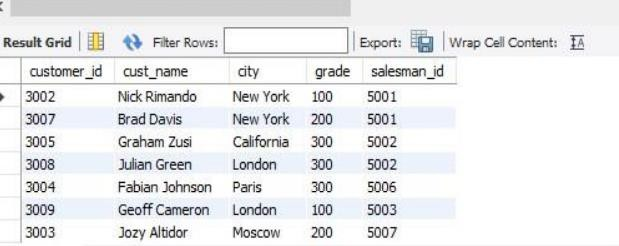 Result Grid Filter Rows: Export: Wrap Cell Content: IA
customer_id cust_name city grade salesman_id
3002 Nick Rimando New York 100 5001
3007 Brad Davis New York 200 5001
3005 Graham Zusi California 300 5002
3008 Julian Green London 300 5002
3004 Fabian Johnson Paris 300 5006
3009 Geoff Cameron London 100 5003
3003 Jozy Altidor Moscow 200 5007